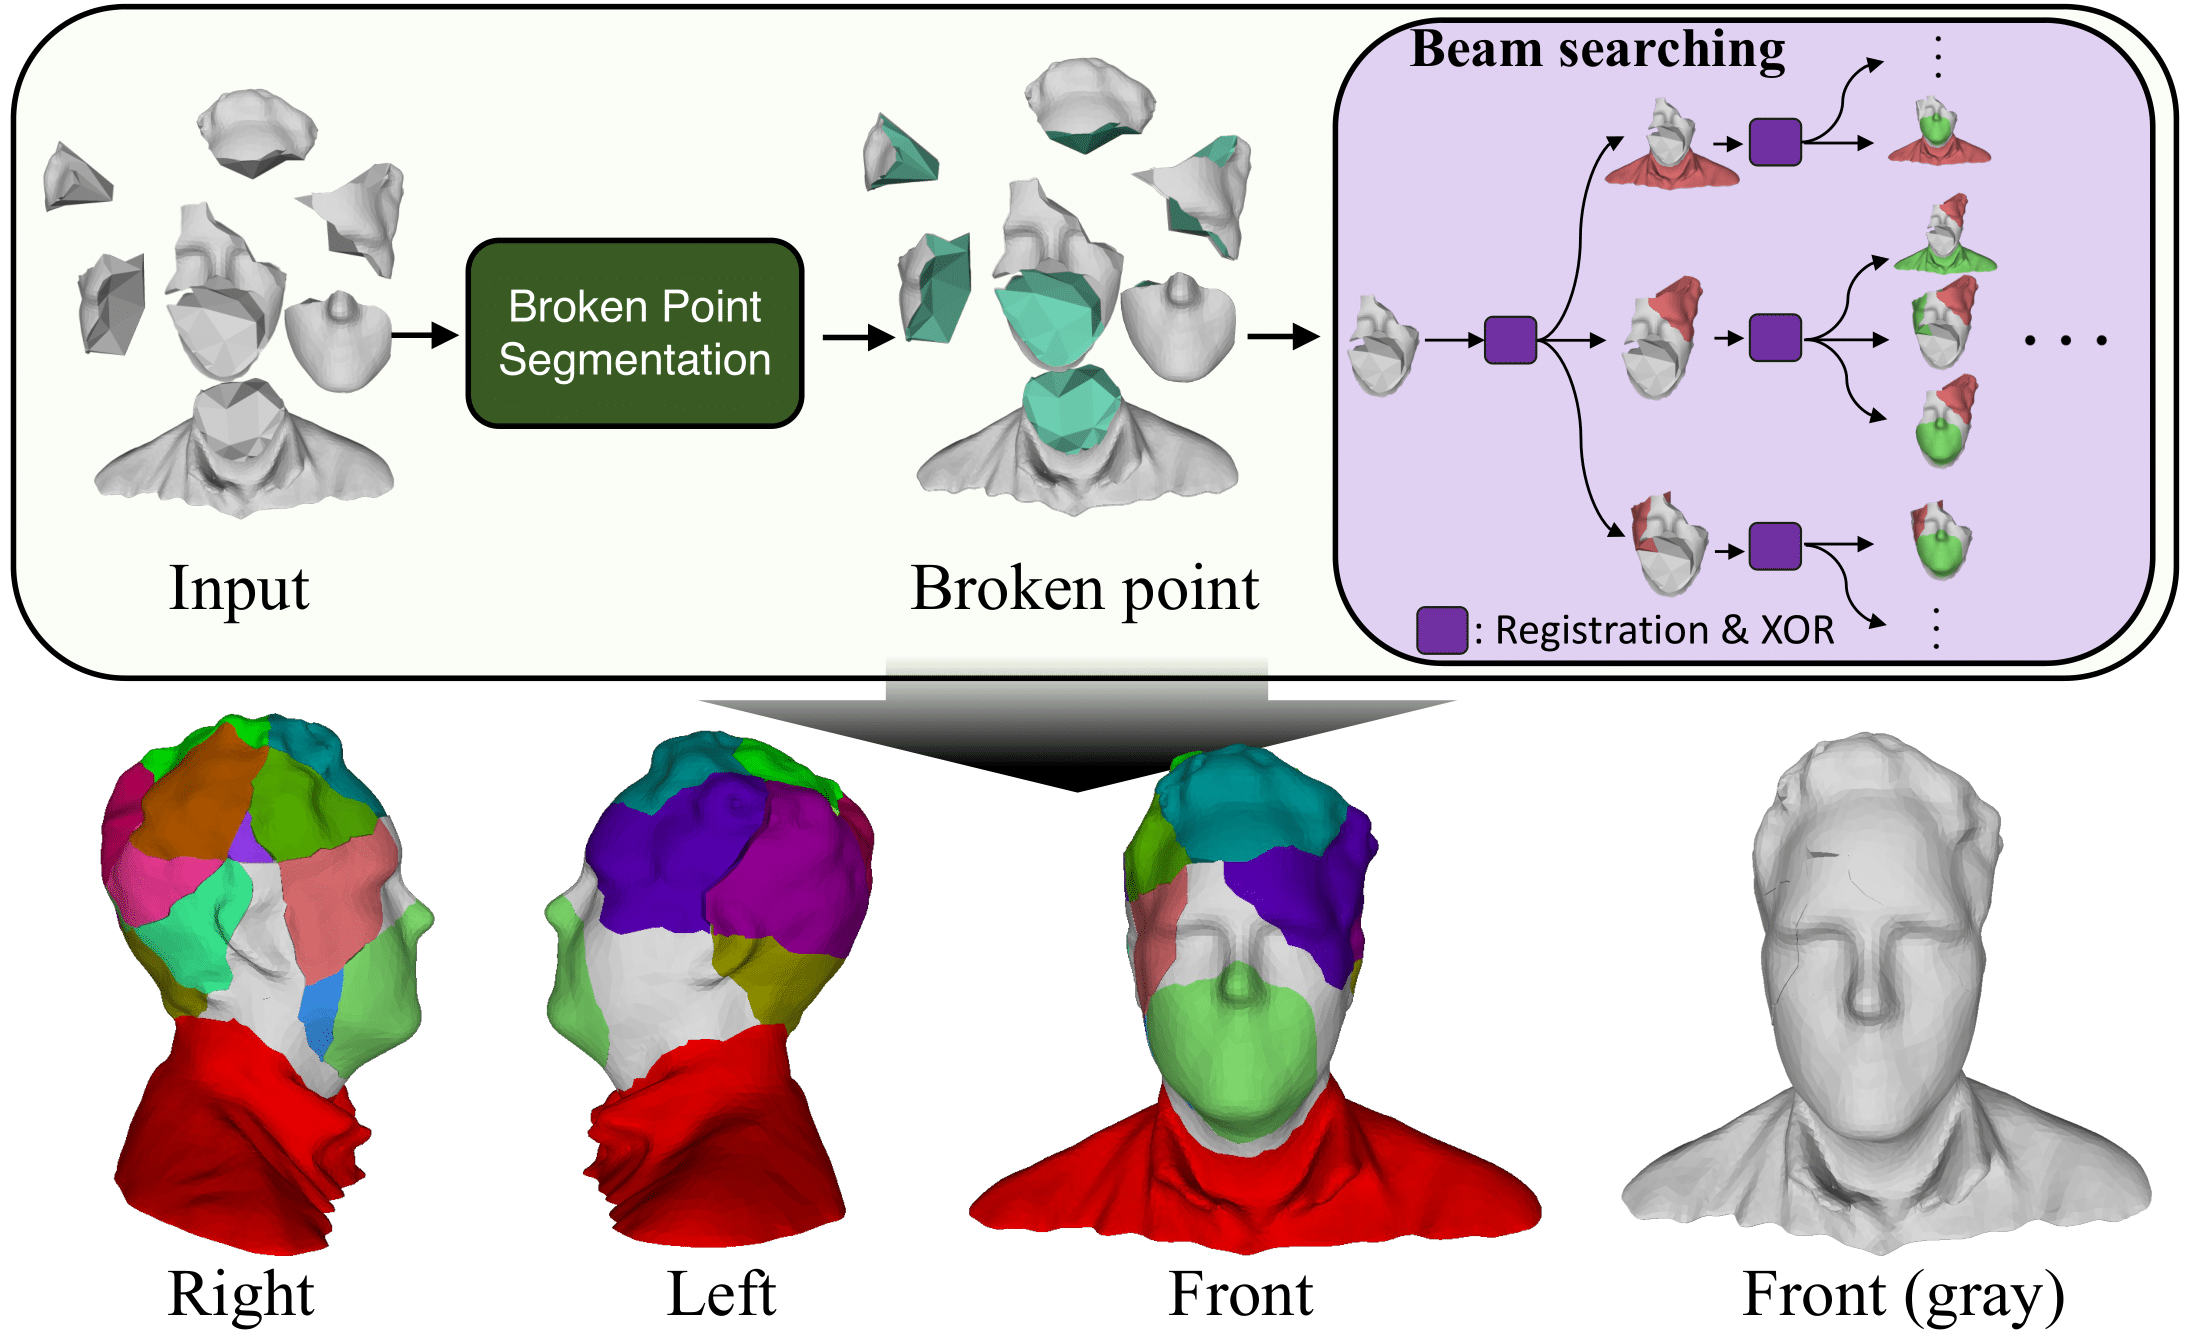 Beam searching
Broken Point
Segmentation
Input
Broken point
: Registration & XOR
Right
Left
Front
Front (gray)